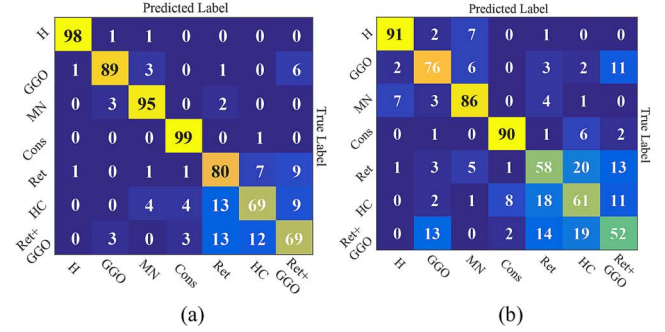 Predicted Label
H 98 1 1 0 0 0 0
GGO 1 89 3 0 1 0 6
MN 0 3 95 0 2 0 0
Cons 0 0 0 99 0 1 0
Ret 1 0 1 1 80 7 9
HC 0 0 4 4 13 69 9
Ret+ GGO 0 3 0 3 13 12 69
H GGO MN Cons Ret HC Ret+ GGO
True Label
(a)
Predicted Label
H 91 2 7 0 1 0 0
GGO 2 76 6 0 3 2 11
MN 7 3 86 0 4 1 0
Cons 0 1 0 90 1 6 2
Ret 1 3 5 1 58 20 13
HC 0 2 1 8 18 61 11
Ret+ GGO 0 13 0 2 14 19 52
H GGO MN Cons Ret HC Ret+ GGO
True Label
(b)